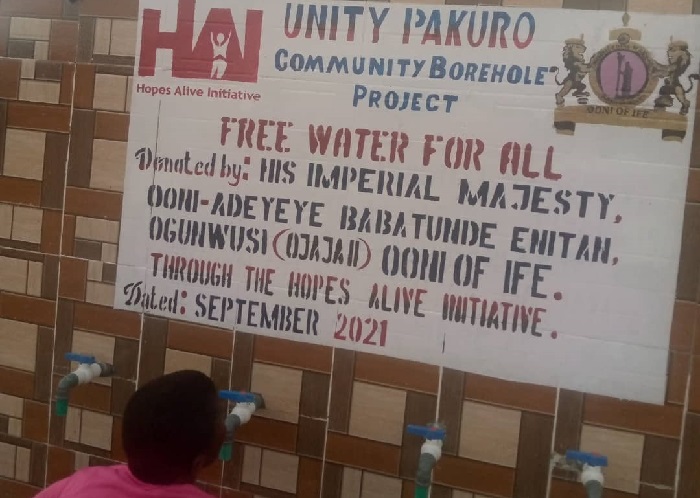 HAI
Hopes Alive Initiative
UNITY PAKURO
COMMUNITY BOREHOLE
PROJECT
OONI OF IFE
FREE WATER FOR ALL
Donated by: HIS IMPERIAL MAJESTY,
OONI-ADEYEYE BABATUNDE ENITAN,
OGUNWUSI (OJAJA II) OONI OF IFE.
THROUGH THE HOPES ALIVE INITIATIVE.
Dated: SEPTEMBER 2021